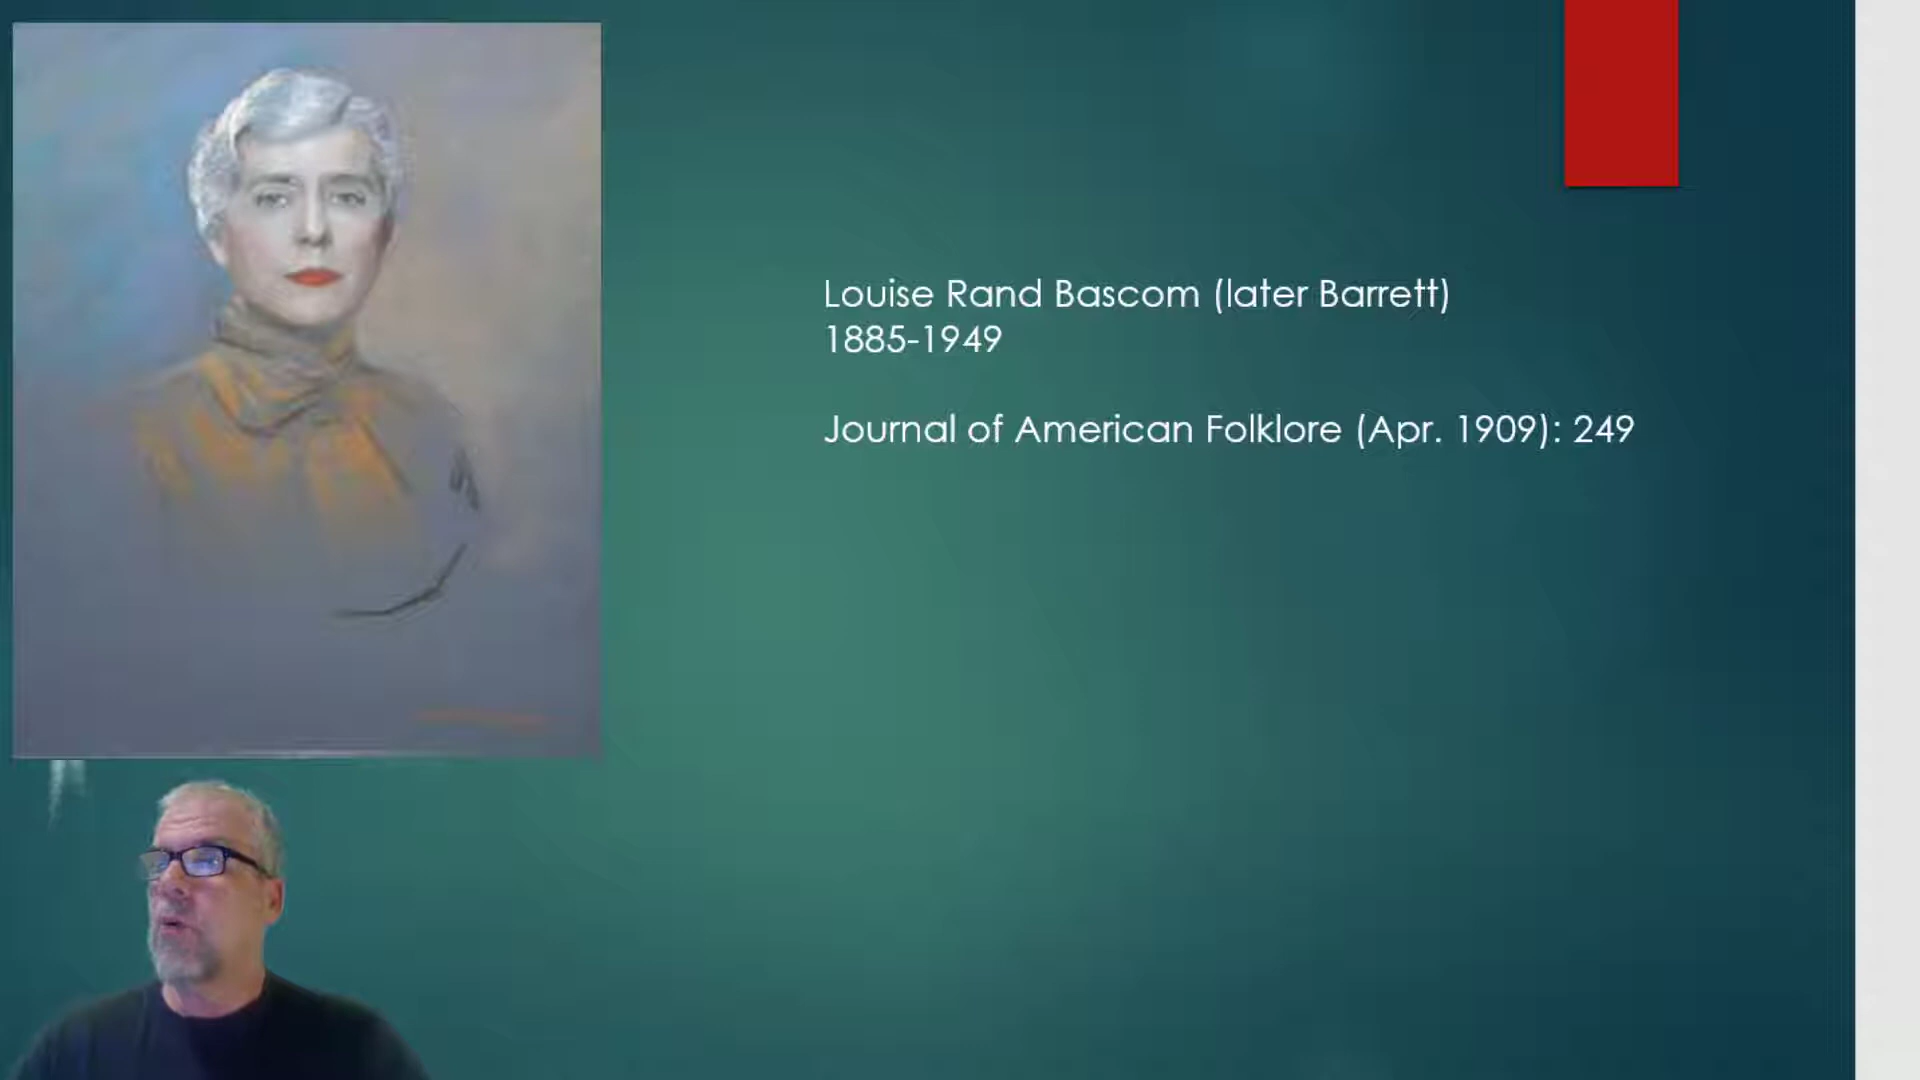 Louise Rand Bascom (later Barrett)
1885-1949
Journal of American Folklore (Apr. 1909): 249